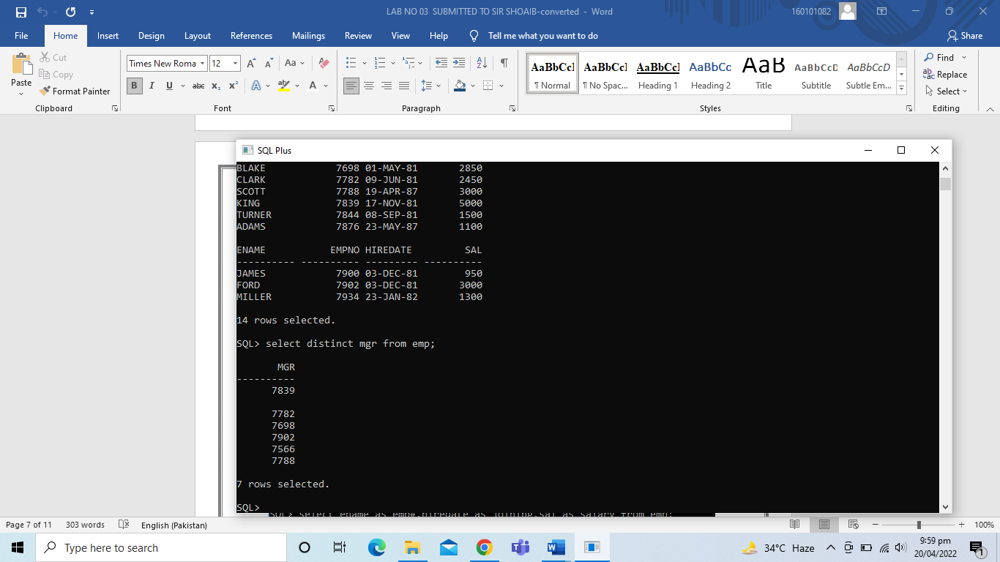 LAB NO 03  SUBMITTED TO SIR SHOAIB-converted  -  Word
160101082
File Home Insert Design Layout References Mailings Review View Help Tell me what you want to do Share
Paste
Cut
Copy
Format Painter
Clipboard
Times New Roma 12 A A Aa A
B I U abc x₂ x² A ab A
Font
Paragraph
AaBbCcI ¶ Normal
AaBbCcI ¶ No Spac...
AaBbCcI Heading 1
AaBbCc Heading 2
AaB Title
AaBbCcD Subtitle
AaBbCcD Subtle Em...
Styles
Find
Replace
Select
Editing
SQL Plus
BLAKE            7698 01-MAY-81       2850
CLARK            7782 09-JUN-81       2450
SCOTT            7788 19-APR-87       3000
KING             7839 17-NOV-81       5000
TURNER           7844 08-SEP-81       1500
ADAMS            7876 23-MAY-87       1100
ENAME           EMPNO HIREDATE         SAL
---------- ---------- --------- ----------
JAMES            7900 03-DEC-81        950
FORD             7902 03-DEC-81       3000
MILLER           7934 23-JAN-82       1300
14 rows selected.
SQL> select distinct mgr from emp;
       MGR
----------
      7839
      7782
      7698
      7902
      7566
      7788
7 rows selected.
SQL>
SQL> select ename as emp#,hiredate as joining,sal as salary from emp;
Page 7 of 11 303 words English (Pakistan) 100%
Type here to search
34°C Haze
9:59 pm
20/04/2022
1